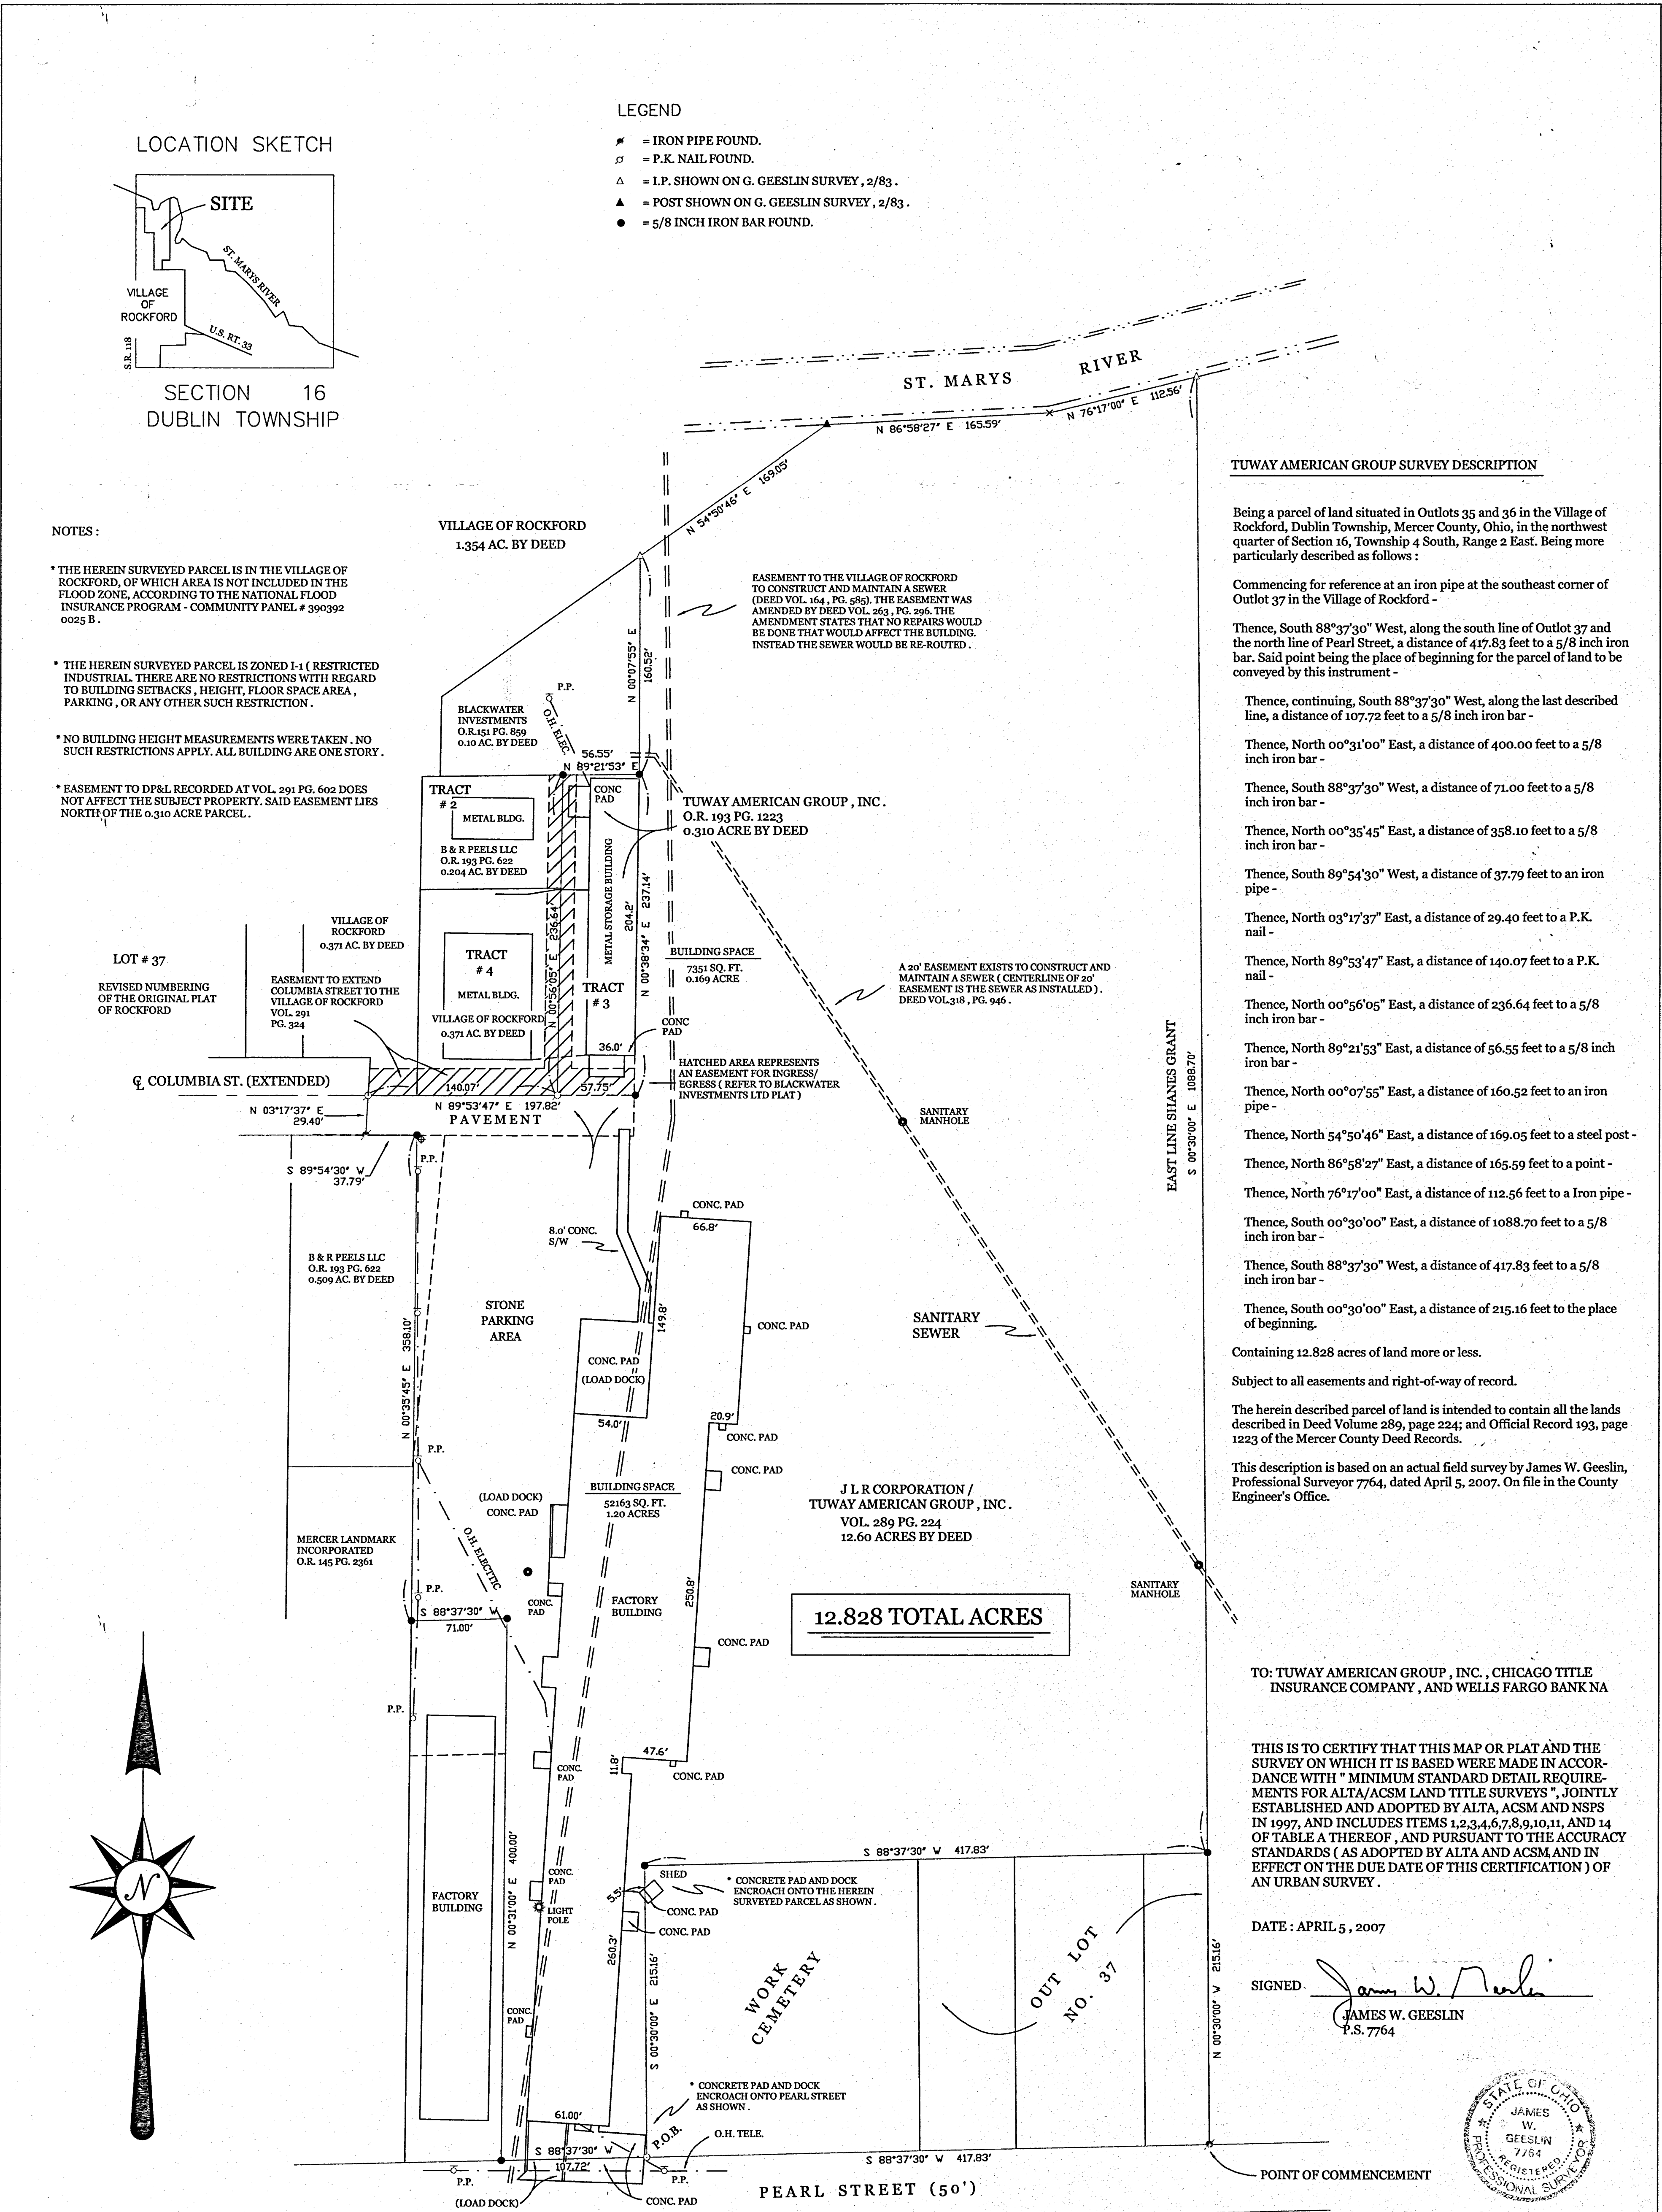 LEGEND
= IRON PIPE FOUND.
= P.K. NAIL FOUND.
= I.P. SHOWN ON G. GEESLIN SURVEY , 2/83 .
= POST SHOWN ON G. GEESLIN SURVEY , 2/83 .
= 5/8 INCH IRON BAR FOUND.
LOCATION SKETCH
SITE
ST. MARYS RIVER
VILLAGE
OF
ROCKFORD
U.S. RT. 33
S.R. 118
SECTION 16
DUBLIN TOWNSHIP
ST. MARYS RIVER
N 86°58'27" E 165.59'
N 76°17'00" E 112.56'
N 54°50'46" E 169.05'
NOTES :
* THE HEREIN SURVEYED PARCEL IS IN THE VILLAGE OF
ROCKFORD, OF WHICH AREA IS NOT INCLUDED IN THE
FLOOD ZONE, ACCORDING TO THE NATIONAL FLOOD
INSURANCE PROGRAM - COMMUNITY PANEL # 390392
0025 B .
* THE HEREIN SURVEYED PARCEL IS ZONED I-1 ( RESTRICTED
INDUSTRIAL. THERE ARE NO RESTRICTIONS WITH REGARD
TO BUILDING SETBACKS , HEIGHT, FLOOR SPACE AREA ,
PARKING , OR ANY OTHER SUCH RESTRICTION .
* NO BUILDING HEIGHT MEASUREMENTS WERE TAKEN . NO
SUCH RESTRICTIONS APPLY. ALL BUILDING ARE ONE STORY .
* EASEMENT TO DP&L RECORDED AT VOL. 291 PG. 602 DOES
NOT AFFECT THE SUBJECT PROPERTY. SAID EASEMENT LIES
NORTH OF THE 0.310 ACRE PARCEL .
VILLAGE OF ROCKFORD
1.354 AC. BY DEED
EASEMENT TO THE VILLAGE OF ROCKFORD
TO CONSTRUCT AND MAINTAIN A SEWER
(DEED VOL. 164 , PG. 585). THE EASEMENT WAS
AMENDED BY DEED VOL. 263 , PG. 296. THE
AMENDMENT STATES THAT NO REPAIRS WOULD
BE DONE THAT WOULD AFFECT THE BUILDING.
INSTEAD THE SEWER WOULD BE RE-ROUTED .
N 00°07'55" E
160.52'
P.P.
O.H. ELEC.
BLACKWATER
INVESTMENTS
O.R.151 PG. 859
0.10 AC. BY DEED
56.55'
N 89°21'53" E
TRACT
# 2
METAL BLDG.
B & R PEELS LLC
O.R. 193 PG. 622
0.204 AC. BY DEED
CONC
PAD
TUWAY AMERICAN GROUP , INC .
O.R. 193 PG. 1223
0.310 ACRE BY DEED
METAL STORAGE BUILDING
204.2'
N 00°38'34" E 237.14'
N 00°56'05" E 236.64'
BUILDING SPACE
7351 SQ. FT.
0.169 ACRE
TRACT
# 3
TRACT
# 4
METAL BLDG.
VILLAGE OF ROCKFORD
0.371 AC. BY DEED
VILLAGE OF
ROCKFORD
0.371 AC. BY DEED
LOT # 37
REVISED NUMBERING
OF THE ORIGINAL PLAT
OF ROCKFORD
EASEMENT TO EXTEND
COLUMBIA STREET TO THE
VILLAGE OF ROCKFORD
VOL. 291
PG. 324
CONC
PAD
36.0'
HATCHED AREA REPRESENTS
AN EASEMENT FOR INGRESS/
EGRESS ( REFER TO BLACKWATER
INVESTMENTS LTD PLAT )
A 20' EASEMENT EXISTS TO CONSTRUCT AND
MAINTAIN A SEWER ( CENTERLINE OF 20'
EASEMENT IS THE SEWER AS INSTALLED ) .
DEED VOL.318 , PG. 946 .
℄ COLUMBIA ST. (EXTENDED)
140.07'
57.75'
N 89°53'47" E 197.82'
PAVEMENT
N 03°17'37" E
29.40'
S 89°54'30" W
37.79'
P.P.
SANITARY
MANHOLE
EAST LINE SHANES GRANT
S 00°30'00" E 1088.70'
CONC. PAD
66.8'
8.0' CONC.
S/W
B & R PEELS LLC
O.R. 193 PG. 622
0.509 AC. BY DEED
STONE
PARKING
AREA
149.8'
CONC. PAD
SANITARY
SEWER
CONC. PAD
(LOAD DOCK)
54.0'
20.9'
CONC. PAD
N 00°35'45" E 358.10'
P.P.
CONC. PAD
BUILDING SPACE
52163 SQ. FT.
1.20 ACRES
(LOAD DOCK)
CONC. PAD
J L R CORPORATION /
TUWAY AMERICAN GROUP , INC .
VOL. 289 PG. 224
12.60 ACRES BY DEED
MERCER LANDMARK
INCORPORATED
O.R. 145 PG. 2361
O.H. ELECTTIC
P.P.
CONC.
PAD
FACTORY
BUILDING
250.8'
SANITARY
MANHOLE
S 88°37'30" W
71.00'
12.828 TOTAL ACRES
CONC. PAD
P.P.
47.6'
11.8'
CONC. PAD
CONC.
PAD
S 88°37'30" W 417.83'
SHED
* CONCRETE PAD AND DOCK
ENCROACH ONTO THE HEREIN
SURVEYED PARCEL AS SHOWN .
5.5'
CONC. PAD
CONC. PAD
CONC.
PAD
LIGHT
POLE
FACTORY
BUILDING
N 00°31'00" E 400.00'
260.3'
S 00°30'00" E 215.16'
WORK
CEMETERY
OUT LOT
NO. 37
N 00°30'00" W 215.16'
CONC.
PAD
* CONCRETE PAD AND DOCK
ENCROACH ONTO PEARL STREET
AS SHOWN .
61.00'
P.O.B.
O.H. TELE.
S 88°37'30" W
107.72'
S 88°37'30" W 417.83'
P.P.
P.P.
(LOAD DOCK)
CONC. PAD
PEARL STREET (50')
POINT OF COMMENCEMENT
N
TUWAY AMERICAN GROUP SURVEY DESCRIPTION
Being a parcel of land situated in Outlots 35 and 36 in the Village of
Rockford, Dublin Township, Mercer County, Ohio, in the northwest
quarter of Section 16, Township 4 South, Range 2 East. Being more
particularly described as follows :
Commencing for reference at an iron pipe at the southeast corner of
Outlot 37 in the Village of Rockford -
Thence, South 88°37'30" West, along the south line of Outlot 37 and
the north line of Pearl Street, a distance of 417.83 feet to a 5/8 inch iron
bar. Said point being the place of beginning for the parcel of land to be
conveyed by this instrument -
Thence, continuing, South 88°37'30" West, along the last described
line, a distance of 107.72 feet to a 5/8 inch iron bar -
Thence, North 00°31'00" East, a distance of 400.00 feet to a 5/8
inch iron bar -
Thence, South 88°37'30" West, a distance of 71.00 feet to a 5/8
inch iron bar -
Thence, North 00°35'45" East, a distance of 358.10 feet to a 5/8
inch iron bar -
Thence, South 89°54'30" West, a distance of 37.79 feet to an iron
pipe -
Thence, North 03°17'37" East, a distance of 29.40 feet to a P.K.
nail -
Thence, North 89°53'47" East, a distance of 140.07 feet to a P.K.
nail -
Thence, North 00°56'05" East, a distance of 236.64 feet to a 5/8
inch iron bar -
Thence, North 89°21'53" East, a distance of 56.55 feet to a 5/8 inch
iron bar -
Thence, North 00°07'55" East, a distance of 160.52 feet to an iron
pipe -
Thence, North 54°50'46" East, a distance of 169.05 feet to a steel post -
Thence, North 86°58'27" East, a distance of 165.59 feet to a point -
Thence, North 76°17'00" East, a distance of 112.56 feet to a Iron pipe -
Thence, South 00°30'00" East, a distance of 1088.70 feet to a 5/8
inch iron bar -
Thence, South 88°37'30" West, a distance of 417.83 feet to a 5/8
inch iron bar -
Thence, South 00°30'00" East, a distance of 215.16 feet to the place
of beginning.
Containing 12.828 acres of land more or less.
Subject to all easements and right-of-way of record.
The herein described parcel of land is intended to contain all the lands
described in Deed Volume 289, page 224; and Official Record 193, page
1223 of the Mercer County Deed Records.
This description is based on an actual field survey by James W. Geeslin,
Professional Surveyor 7764, dated April 5, 2007. On file in the County
Engineer's Office.
TO: TUWAY AMERICAN GROUP , INC. , CHICAGO TITLE
INSURANCE COMPANY , AND WELLS FARGO BANK NA
THIS IS TO CERTIFY THAT THIS MAP OR PLAT AND THE
SURVEY ON WHICH IT IS BASED WERE MADE IN ACCOR-
DANCE WITH " MINIMUM STANDARD DETAIL REQUIRE-
MENTS FOR ALTA/ACSM LAND TITLE SURVEYS ", JOINTLY
ESTABLISHED AND ADOPTED BY ALTA, ACSM AND NSPS
IN 1997, AND INCLUDES ITEMS 1,2,3,4,6,7,8,9,10,11, AND 14
OF TABLE A THEREOF , AND PURSUANT TO THE ACCURACY
STANDARDS ( AS ADOPTED BY ALTA AND ACSM,AND IN
EFFECT ON THE DUE DATE OF THIS CERTIFICATION ) OF
AN URBAN SURVEY .
DATE : APRIL 5 , 2007
SIGNED. James W. Geeslin
JAMES W. GEESLIN
P.S. 7764
STATE OF OHIO
JAMES
W.
GEESLIN
7764
REGISTERED
PROFESSIONAL SURVEYOR